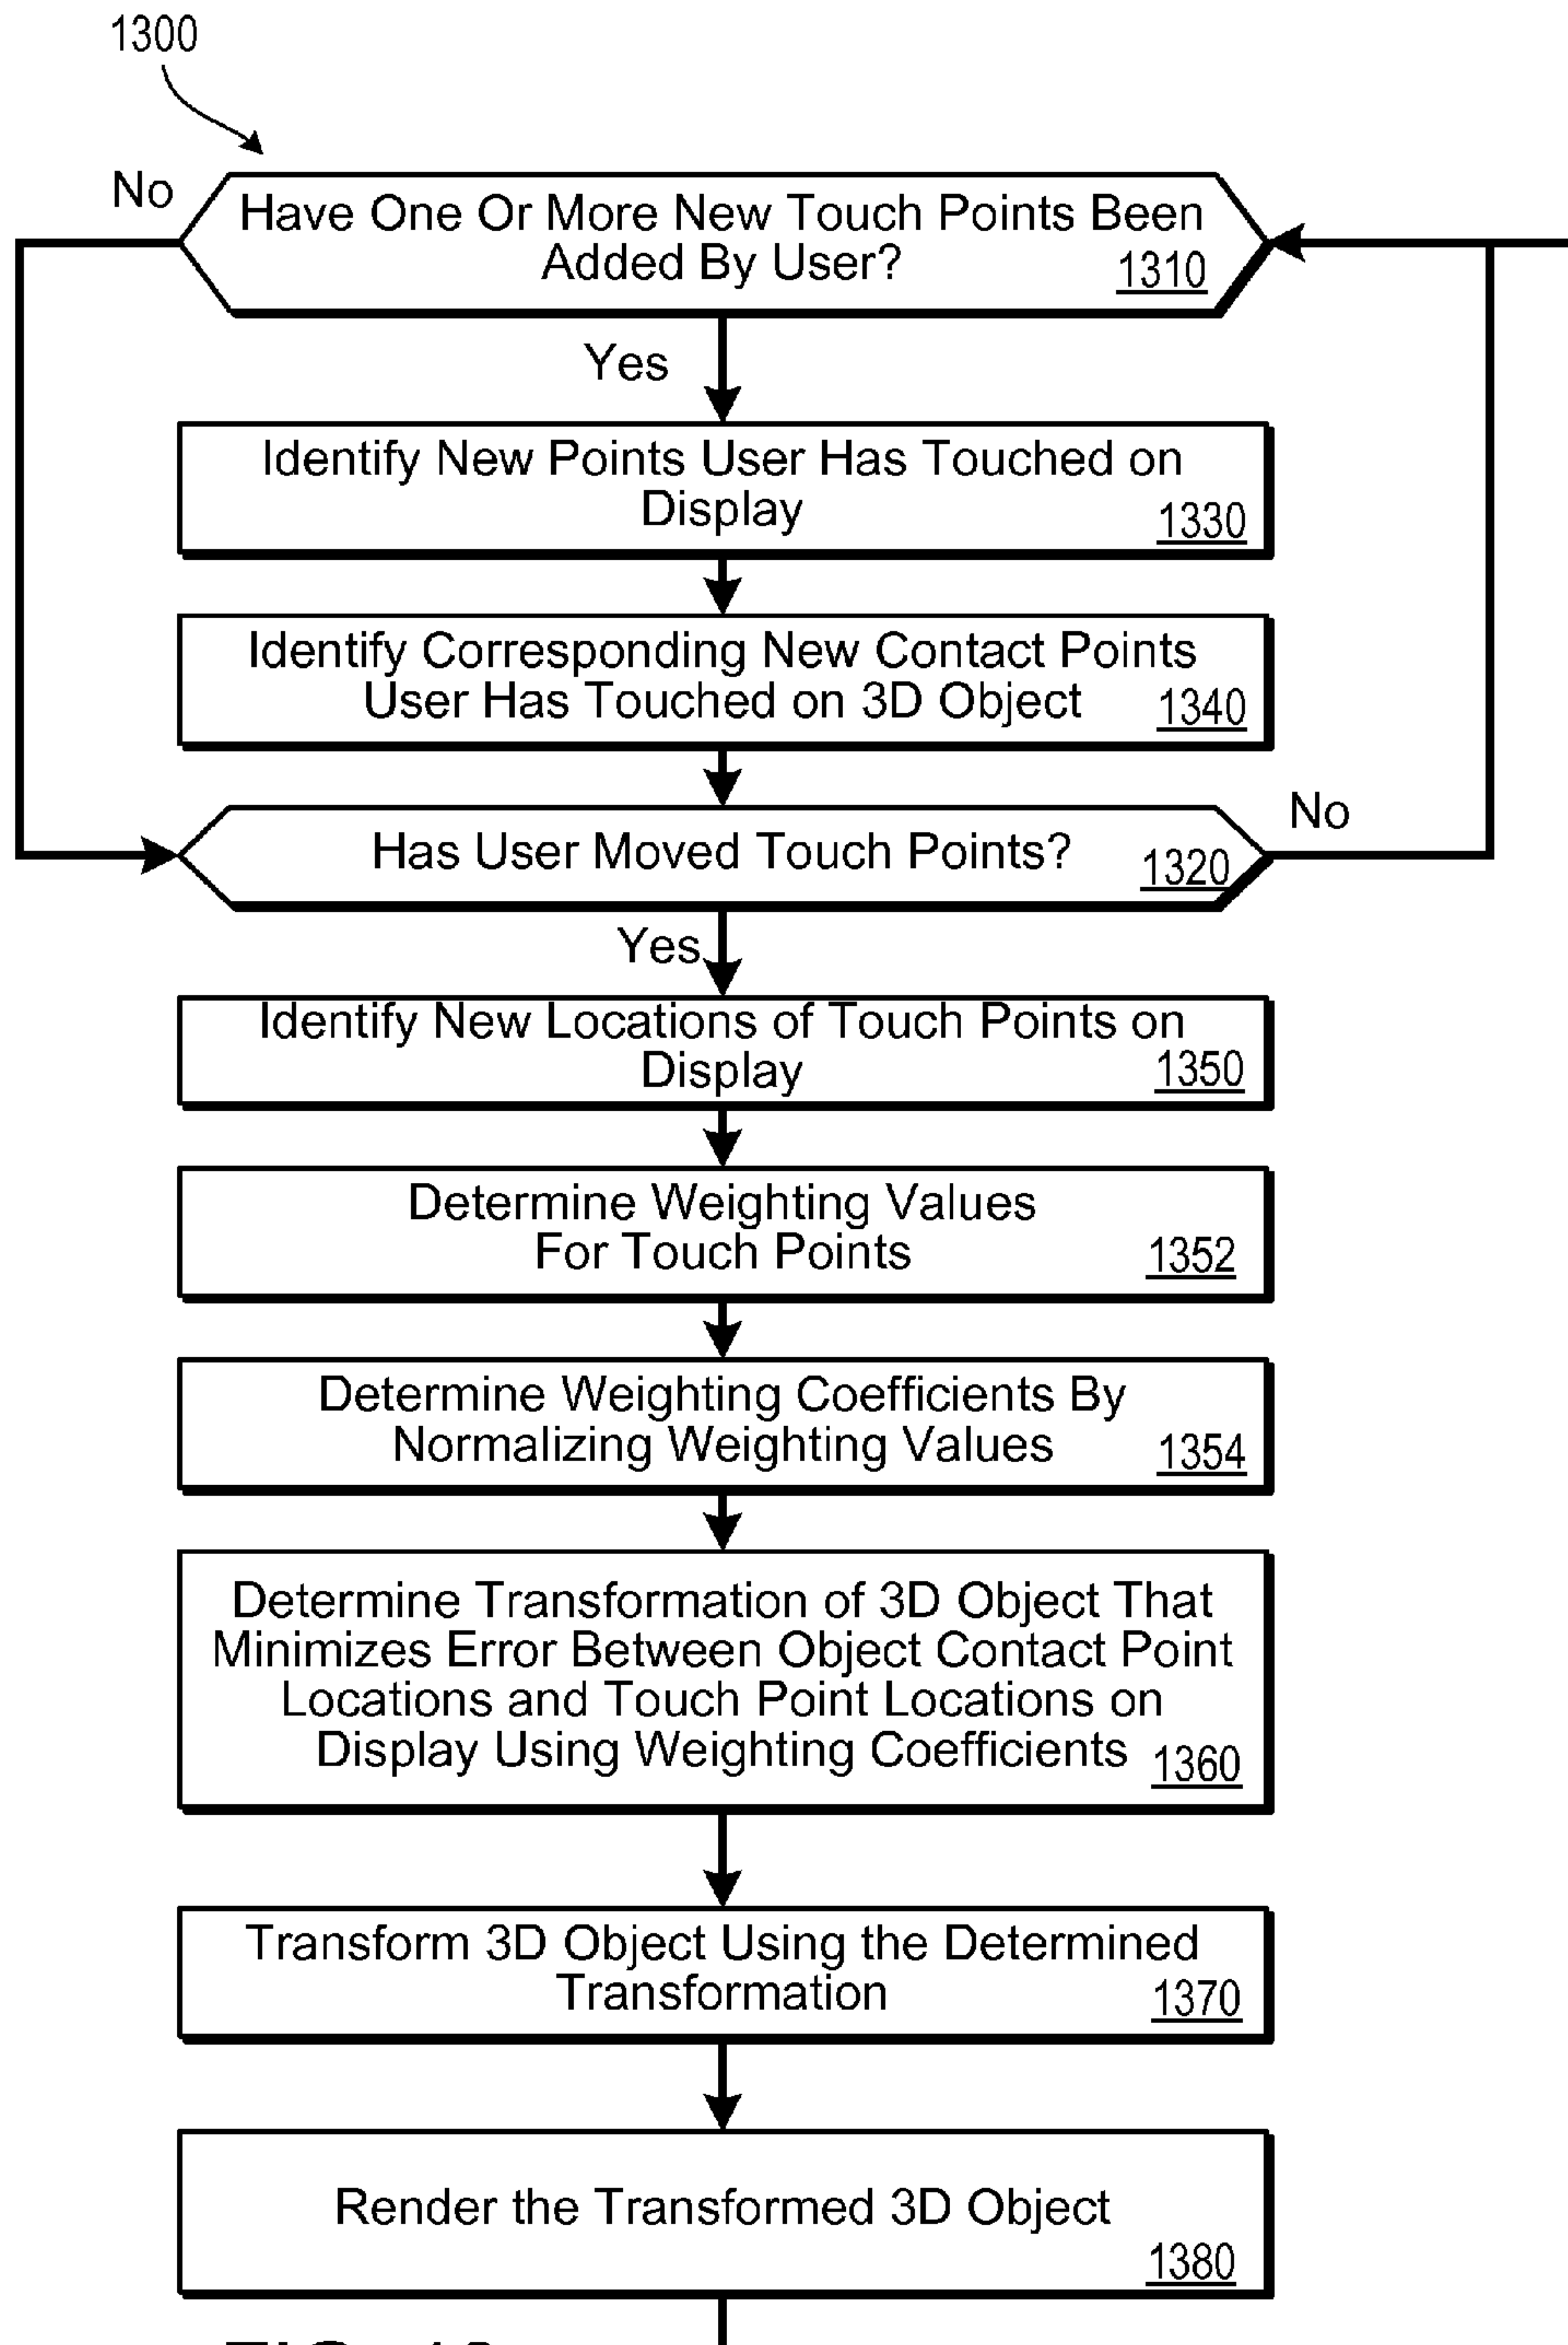 1300
No
Have One Or More New Touch Points Been
Added By User?
1310
Yes
Identify New Points User Has Touched on
Display
1330
Identify Corresponding New Contact Points
User Has Touched on 3D Object
1340
No
Has User Moved Touch Points?
1320
Yes
Identify New Locations of Touch Points on
Display
1350
Determine Weighting Values
For Touch Points
1352
Determine Weighting Coefficients By
Normalizing Weighting Values
1354
Determine Transformation of 3D Object That
Minimizes Error Between Object Contact Point
Locations and Touch Point Locations on
Display Using Weighting Coefficients
1360
Transform 3D Object Using the Determined
Transformation
1370
Render the Transformed 3D Object
1380